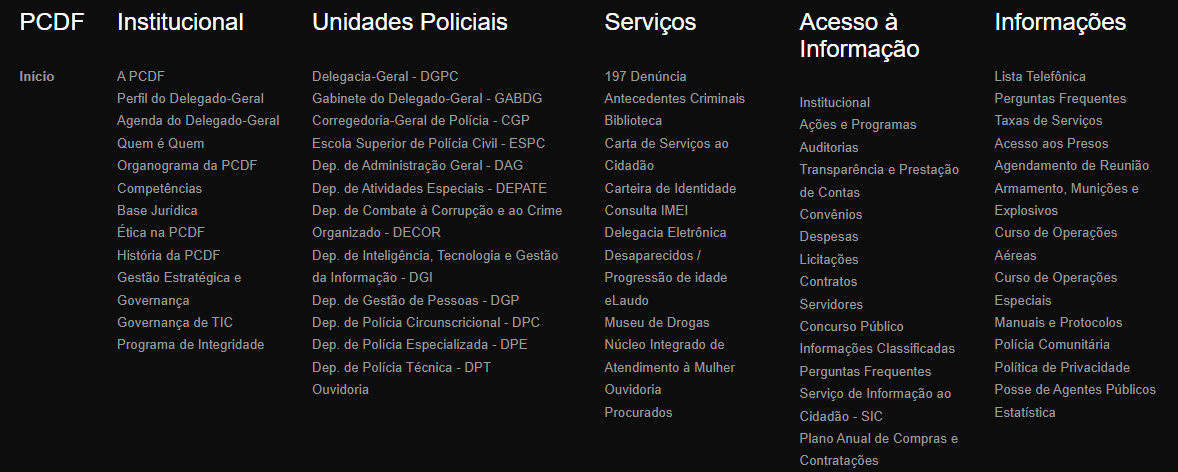 PCDF
Início
Institucional
A PCDF
Perfil do Delegado-Geral
Agenda do Delegado-Geral
Quem é Quem
Organograma da PCDF
Competências
Base Jurídica
Ética na PCDF
História da PCDF
Gestão Estratégica e
Governança
Governança de TIC
Programa de Integridade
Unidades Policiais
Delegacia-Geral - DGPC
Gabinete do Delegado-Geral - GABDG
Corregedoria-Geral de Polícia - CGP
Escola Superior de Polícia Civil - ESPC
Dep. de Administração Geral - DAG
Dep. de Atividades Especiais - DEPATE
Dep. de Combate à Corrupção e ao Crime
Organizado - DECOR
Dep. de Inteligência, Tecnologia e Gestão
da Informação - DGI
Dep. de Gestão de Pessoas - DGP
Dep. de Polícia Circunscricional - DPC
Dep. de Polícia Especializada - DPE
Dep. de Polícia Técnica - DPT
Ouvidoria
Serviços
197 Denúncia
Antecedentes Criminais
Biblioteca
Carta de Serviços ao
Cidadão
Carteira de Identidade
Consulta IMEI
Delegacia Eletrônica
Desaparecidos /
Progressão de idade
eLaudo
Museu de Drogas
Núcleo Integrado de
Atendimento à Mulher
Ouvidoria
Procurados
Acesso à
Informação
Institucional
Ações e Programas
Auditorias
Transparência e Prestação
de Contas
Convênios
Despesas
Licitações
Contratos
Servidores
Concurso Público
Informações Classificadas
Perguntas Frequentes
Serviço de Informação ao
Cidadão - SIC
Plano Anual de Compras e
Contratações
Informações
Lista Telefônica
Perguntas Frequentes
Taxas de Serviços
Acesso aos Presos
Agendamento de Reunião
Armamento, Munições e
Explosivos
Curso de Operações
Aéreas
Curso de Operações
Especiais
Manuais e Protocolos
Polícia Comunitária
Política de Privacidade
Posse de Agentes Públicos
Estatística